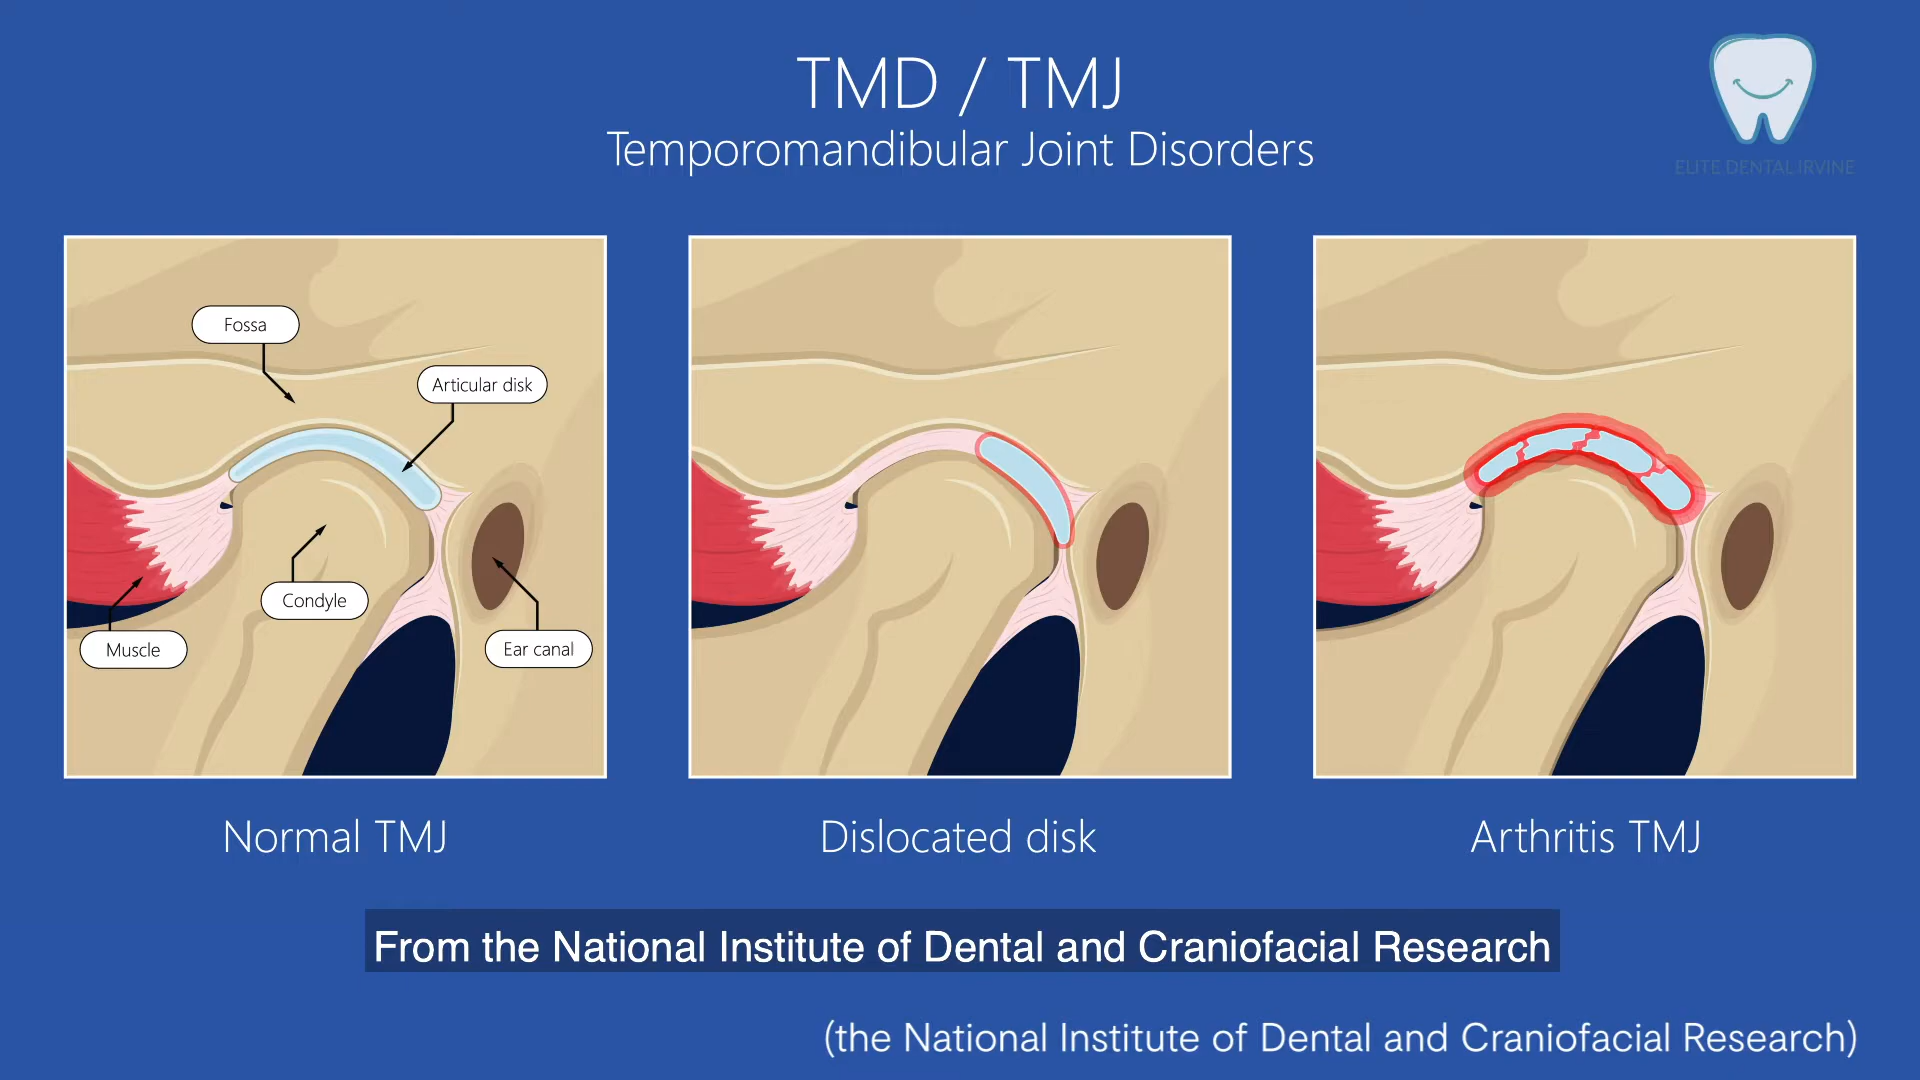 TMD / TMJ
Temporomandibular Joint Disorders
ELITE DENTAL IRVINE
Fossa
Articular disk
Condyle
Muscle
Ear canal
Normal TMJ
Dislocated disk
Arthritis TMJ
From the National Institute of Dental and Craniofacial Research
(the National Institute of Dental and Craniofacial Research)